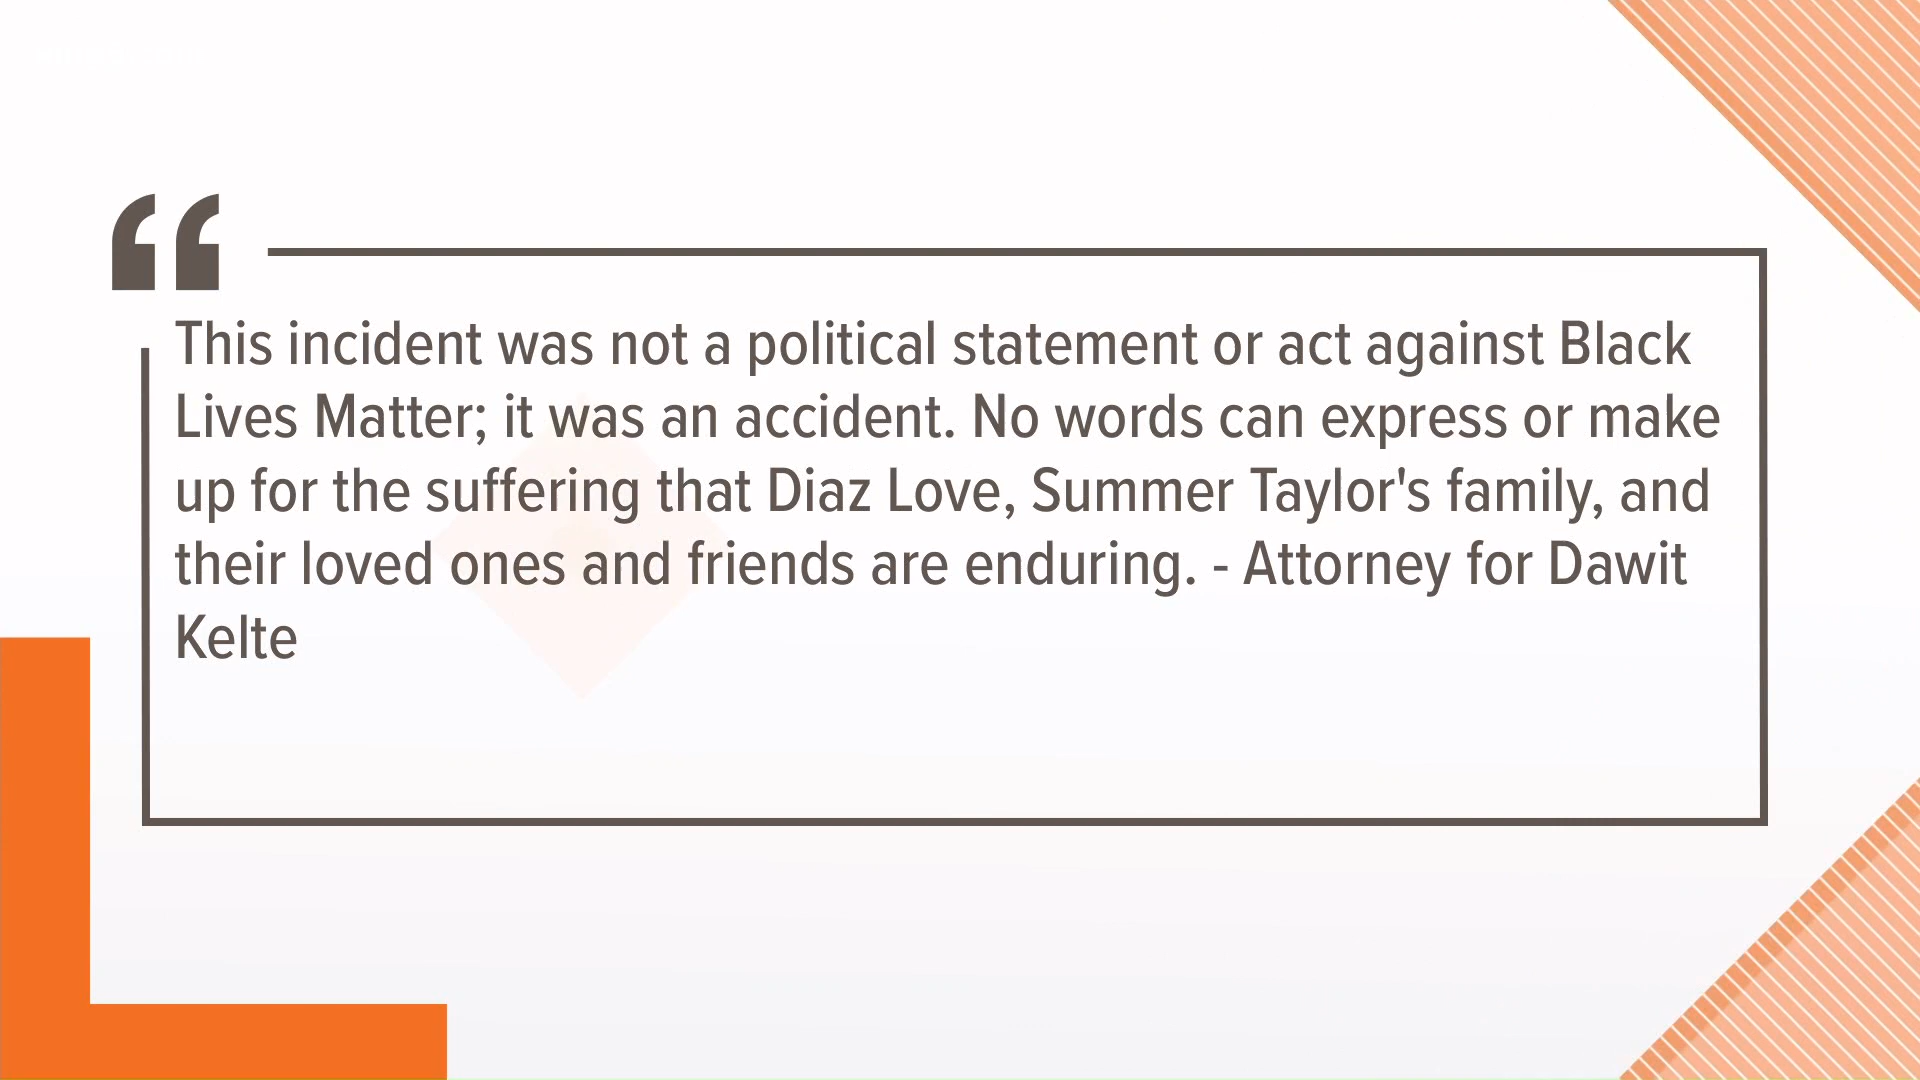 “
This incident was not a political statement or act against Black
Lives Matter; it was an accident. No words can express or make
up for the suffering that Diaz Love, Summer Taylor's family, and
their loved ones and friends are enduring. - Attorney for Dawit
Kelte